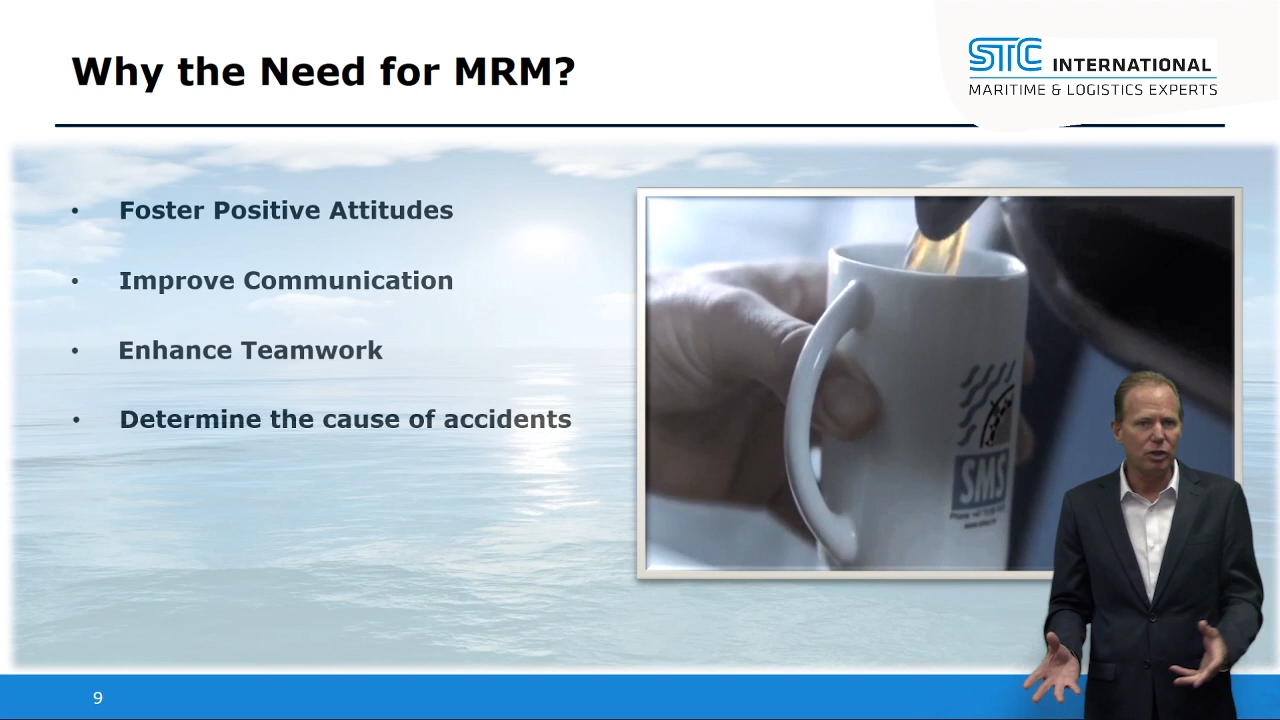 Why the Need for MRM?
STC INTERNATIONAL
MARITIME & LOGISTICS EXPERTS
• Foster Positive Attitudes
• Improve Communication
• Enhance Teamwork
• Determine the cause of accidents
SMS
9